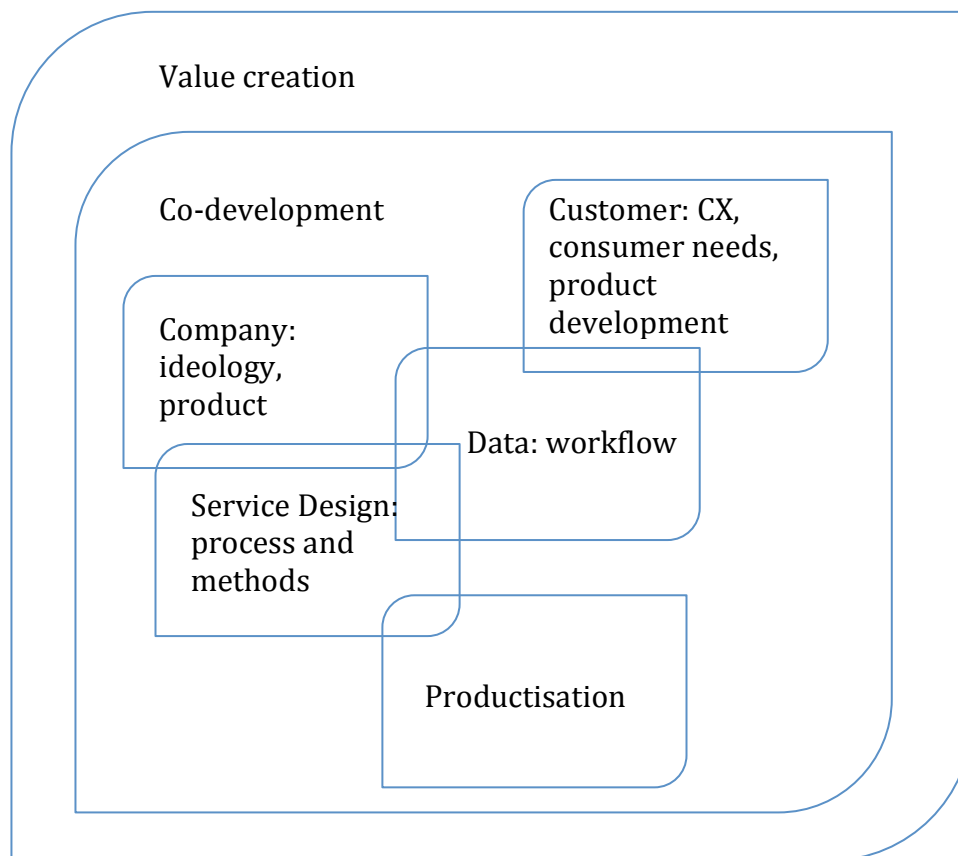 Value creation
Co-development
Customer: CX,
consumer needs,
product
development
Company:
ideology,
product
Data: workflow
Service Design:
process and
methods
Productisation